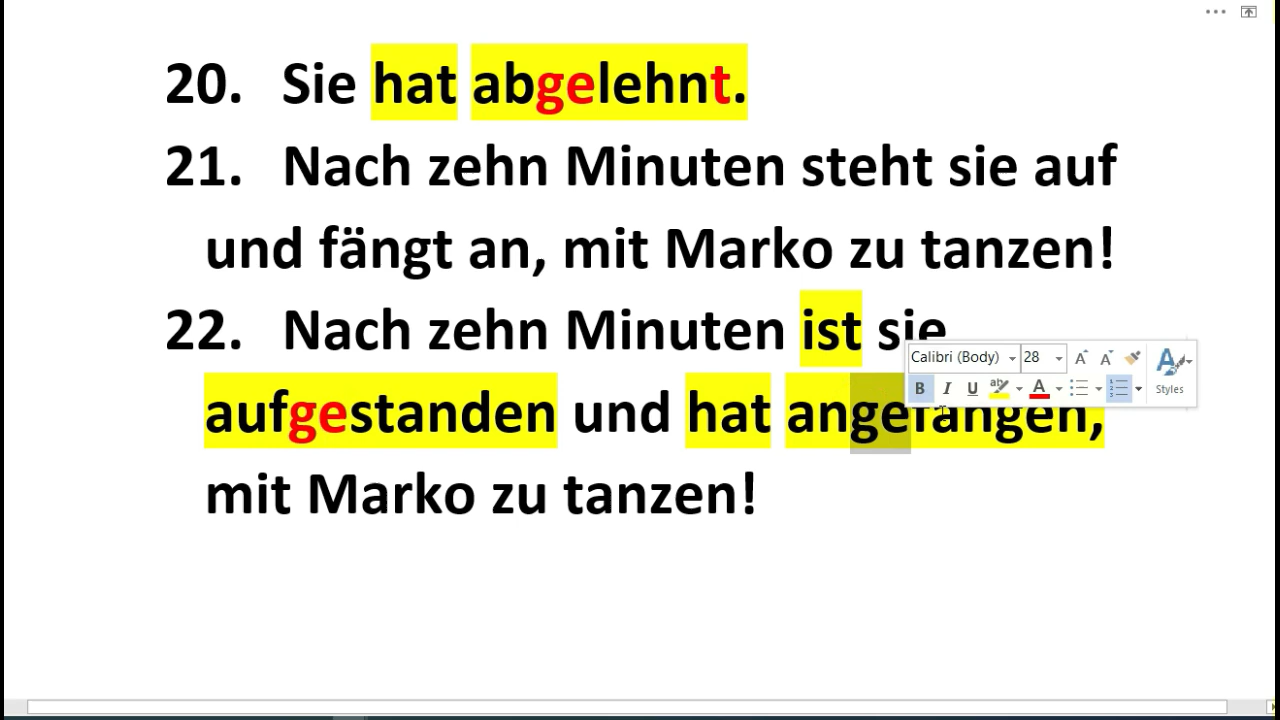 20. Sie hat abgelehnt.
21. Nach zehn Minuten steht sie auf
und fängt an, mit Marko zu tanzen!
22. Nach zehn Minuten ist sie
Calibri (Body) 28
B I U ab A Styles
aufgestanden und hat angefangen,
mit Marko zu tanzen!